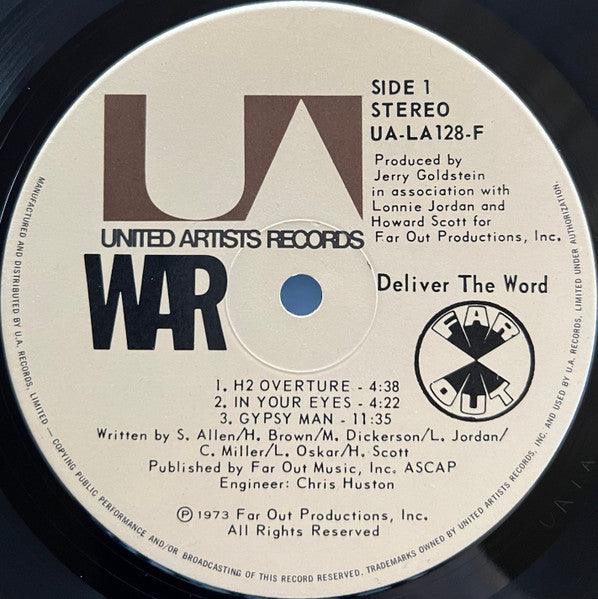 UA
SIDE 1
STEREO
UA-LA128-F
Produced by
Jerry Goldstein
in association with
Lonnie Jordan and
Howard Scott for
Far Out Productions, Inc.
UNITED ARTISTS RECORDS
WAR
Deliver The Word
FAR
OUT
1. H2 OVERTURE - 4:38
2. IN YOUR EYES - 4:22
3. GYPSY MAN - 11:35
Written by S. Allen/H. Brown/M. Dickerson/L. Jordan/
C. Miller/L. Oskar/H. Scott
Published by Far Out Music, Inc. ASCAP
Engineer: Chris Huston
Ⓟ 1973 Far Out Productions, Inc.
All Rights Reserved
MANUFACTURED AND DISTRIBUTED BY U.A. RECORDS, LIMITED — COPYING PUBLIC PERFORMANCE AND/OR BROADCASTING OF THIS RECORD RESERVED. TRADEMARKS OWNED BY UNITED ARTISTS RECORDS, INC. AND USED BY U.A. RECORDS, LIMITED UNDER AUTHORIZATION.